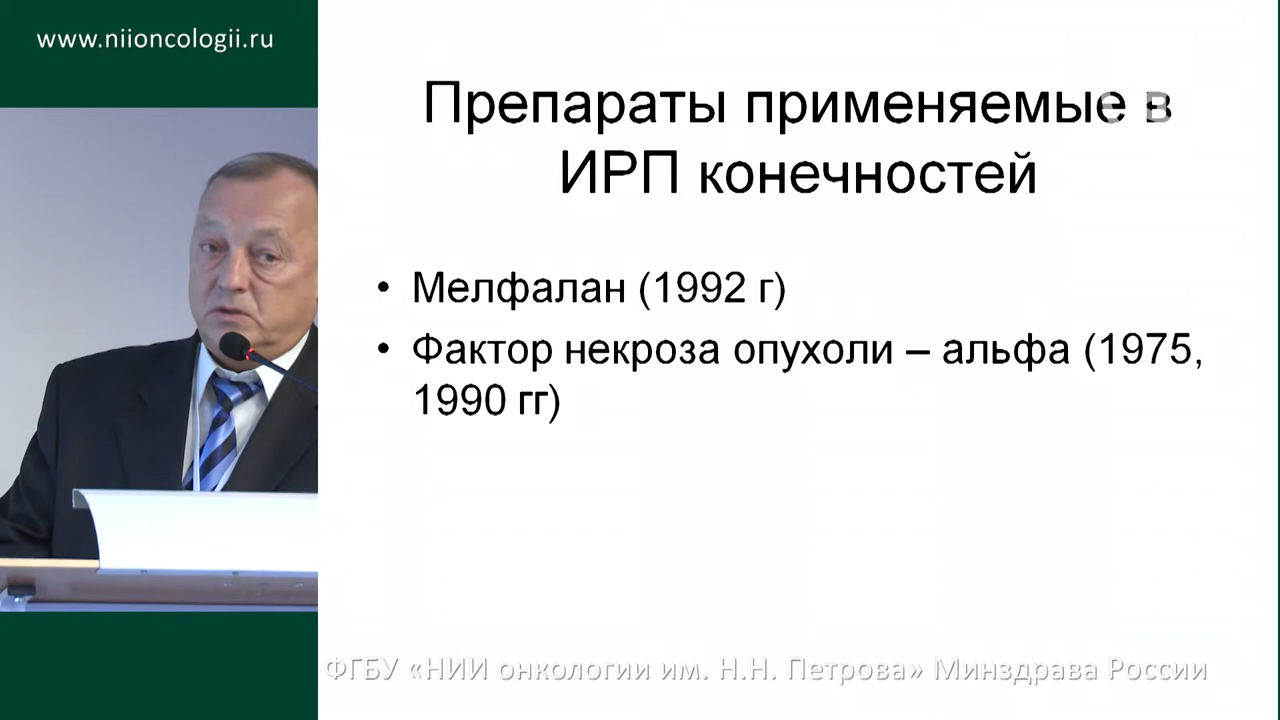 www.niioncologii.ru
Препараты применяемые в
ИРП конечностей
• Мелфалан (1992 г)
• Фактор некроза опухоли – альфа (1975,
1990 гг)
ФГБУ «НИИ онкологии им. Н.Н. Петрова» Минздрава России